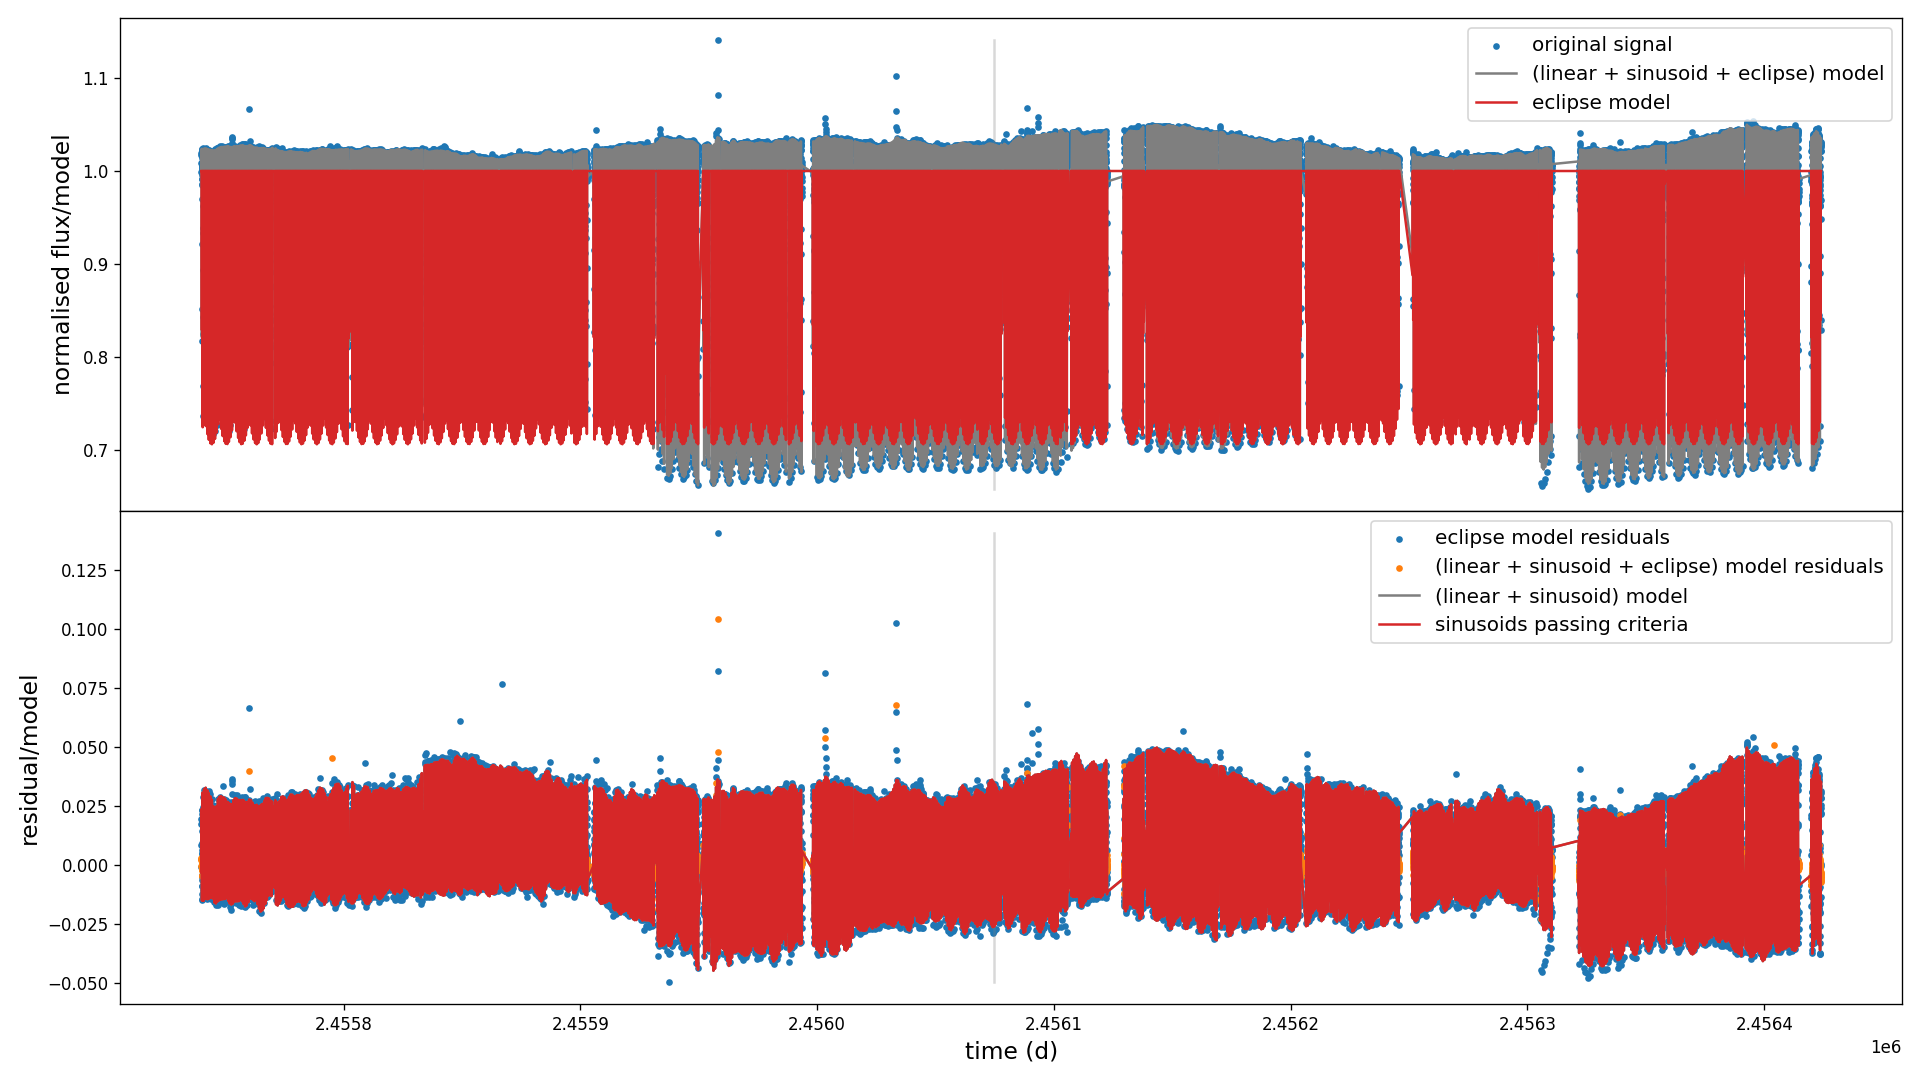 normalised flux/model
1.1
1.0
0.9
0.8
0.7
original signal
(linear + sinusoid + eclipse) model
eclipse model
residual/model
0.125
0.100
0.075
0.050
0.025
0.000
−0.025
−0.050
eclipse model residuals
(linear + sinusoid + eclipse) model residuals
(linear + sinusoid) model
sinusoids passing criteria
2.4558
2.4559
2.4560
2.4561
2.4562
2.4563
2.4564
1e6
time (d)